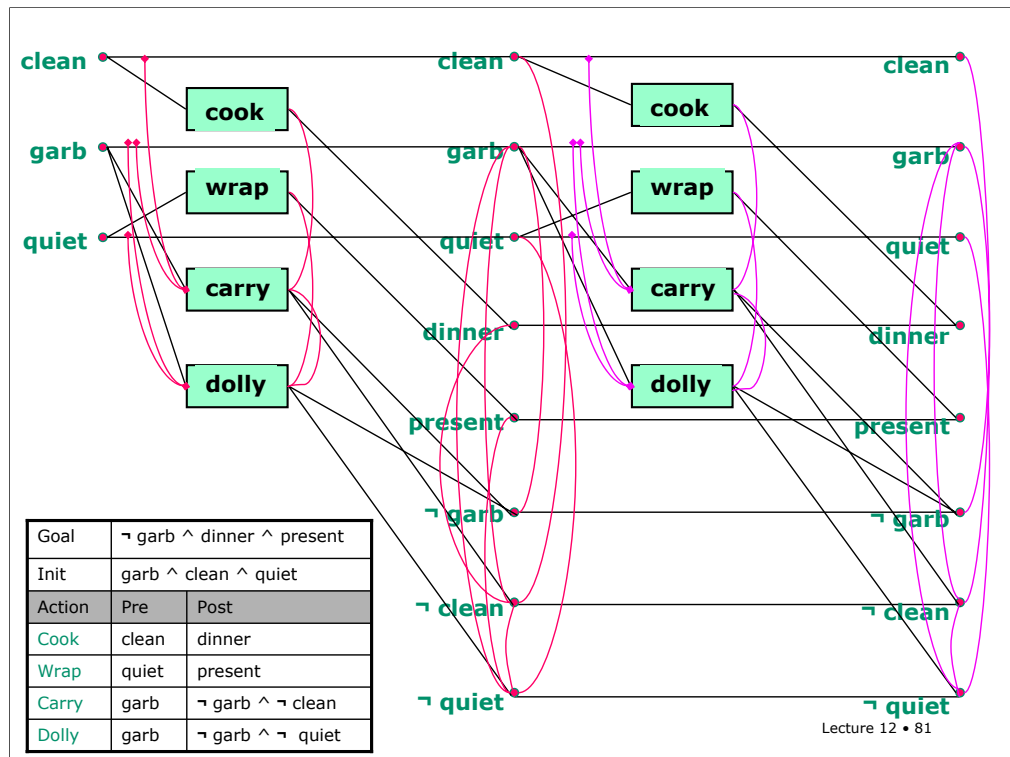 clean clean clean
cook cook
garb garb garb
wrap wrap
quiet quiet quiet
carry carry
dinner dinner
dolly dolly
present present
¬ garb ¬ garb
Goal ¬ garb ^ dinner ^ present
Init garb ^ clean ^ quiet
Action Pre Post
Cook clean dinner
Wrap quiet present
Carry garb ¬ garb ^ ¬ clean
Dolly garb ¬ garb ^ ¬ quiet
¬ clean ¬ clean
¬ quiet ¬ quiet
Lecture 12 • 81